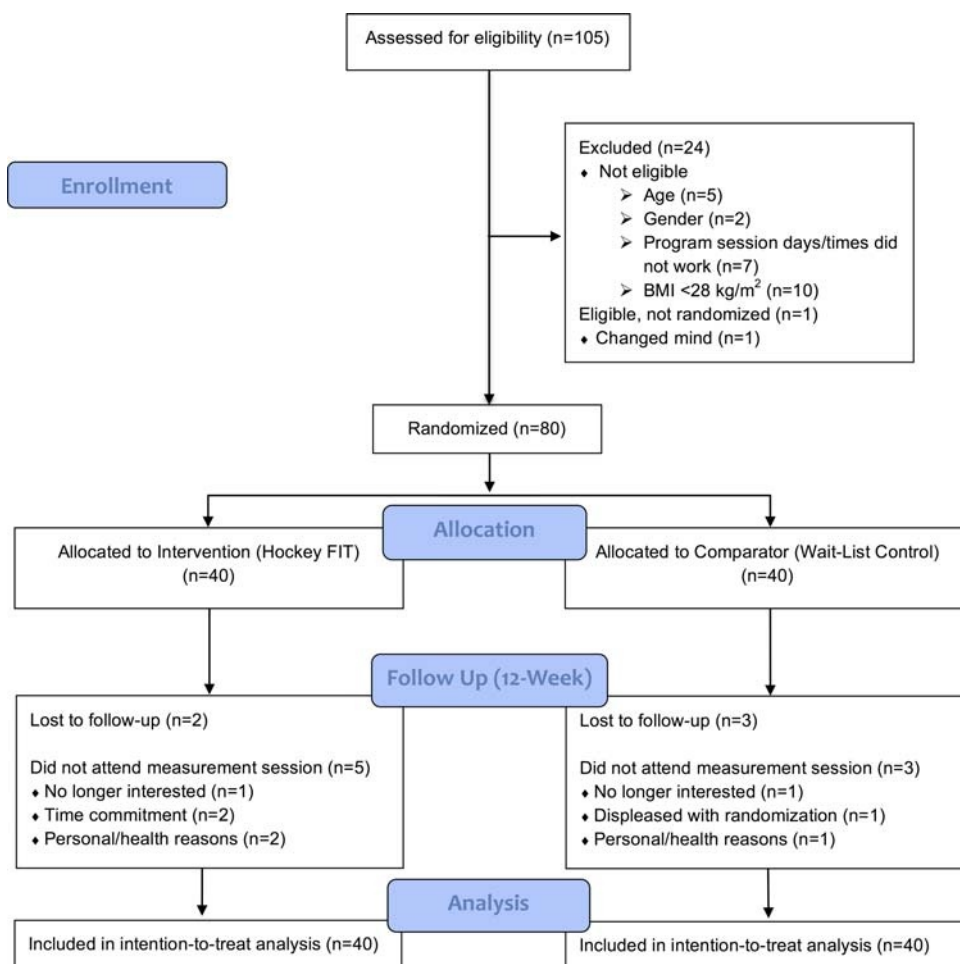 Assessed for eligibility (n=105)
Enrollment
Excluded (n=24)
♦ Not eligible
➢ Age (n=5)
➢ Gender (n=2)
➢ Program session days/times did
not work (n=7)
➢ BMI <28 kg/m² (n=10)
Eligible, not randomized (n=1)
♦ Changed mind (n=1)
Randomized (n=80)
Allocation
Allocated to Intervention (Hockey FIT)
(n=40)
Allocated to Comparator (Wait-List Control)
(n=40)
Follow Up (12-Week)
Lost to follow-up (n=2)
Did not attend measurement session (n=5)
♦ No longer interested (n=1)
♦ Time commitment (n=2)
♦ Personal/health reasons (n=2)
Lost to follow-up (n=3)
Did not attend measurement session (n=3)
♦ No longer interested (n=1)
♦ Displeased with randomization (n=1)
♦ Personal/health reasons (n=1)
Analysis
Included in intention-to-treat analysis (n=40)
Included in intention-to-treat analysis (n=40)